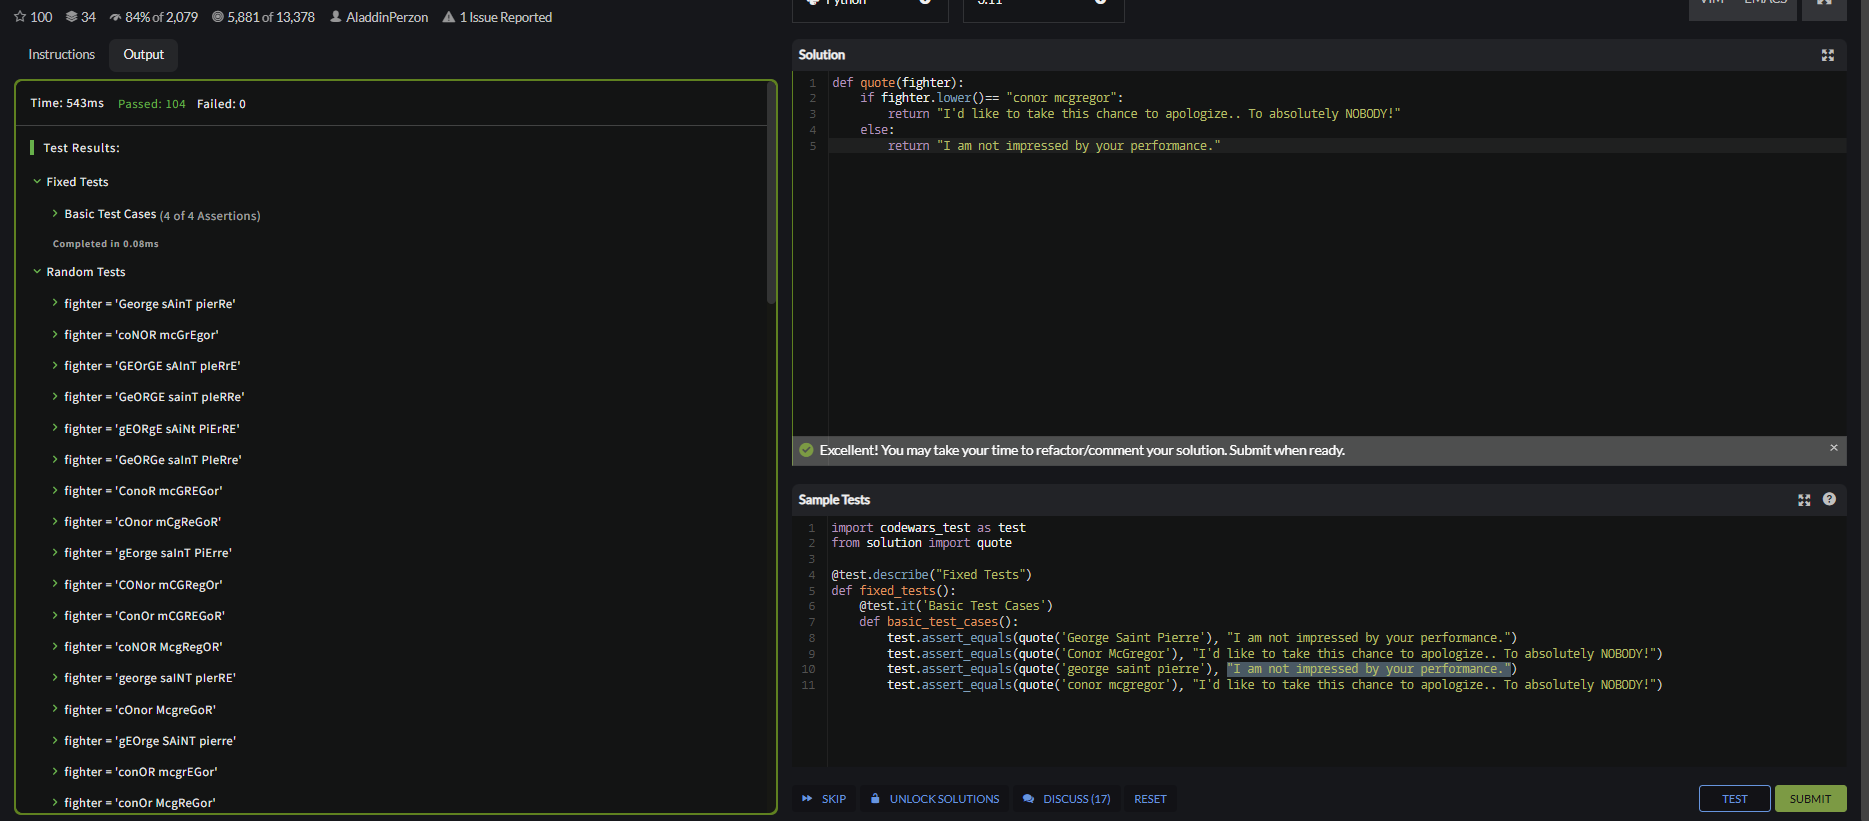 100 34 84% of 2,079 5,881 of 13,378 AladdinPerzon 1 Issue Reported
Instructions Output
Time: 543ms Passed: 104 Failed: 0
Test Results:
Fixed Tests
Basic Test Cases (4 of 4 Assertions)
Completed in 0.08ms
Random Tests
fighter = 'George sAinT pierRe'
fighter = 'coNOR mcGrEgor'
fighter = 'GEOrGE sAInT pIeRrE'
fighter = 'GeORGE sainT pIeRRe'
fighter = 'gEORgE sAiNt PiErRE'
fighter = 'GeORGe saInT PIeRre'
fighter = 'ConoR mcGREGor'
fighter = 'cOnor mCgReGoR'
fighter = 'gEorge saInT PiErre'
fighter = 'CONor mCGRegOr'
fighter = 'ConOr mCGREGoR'
fighter = 'coNOR McgRegOR'
fighter = 'george saINT pIerRE'
fighter = 'cOnor McgreGoR'
fighter = 'gEOrge SAiNT pierre'
fighter = 'conOR mcgrEGor'
fighter = 'conOr McgReGor'
Python 3.11 VIM EMACS
Solution
1 def quote(fighter):
2 if fighter.lower()== "conor mcgregor":
3 return "I'd like to take this chance to apologize.. To absolutely NOBODY!"
4 else:
5 return "I am not impressed by your performance."
Excellent! You may take your time to refactor/comment your solution. Submit when ready. ×
Sample Tests ?
1 import codewars_test as test
2 from solution import quote
3
4 @test.describe("Fixed Tests")
5 def fixed_tests():
6 @test.it('Basic Test Cases')
7 def basic_test_cases():
8 test.assert_equals(quote('George Saint Pierre'), "I am not impressed by your performance.")
9 test.assert_equals(quote('Conor McGregor'), "I'd like to take this chance to apologize.. To absolutely NOBODY!")
10 test.assert_equals(quote('george saint pierre'), "I am not impressed by your performance.")
11 test.assert_equals(quote('conor mcgregor'), "I'd like to take this chance to apologize.. To absolutely NOBODY!")
SKIP UNLOCK SOLUTIONS DISCUSS (17) RESET TEST SUBMIT